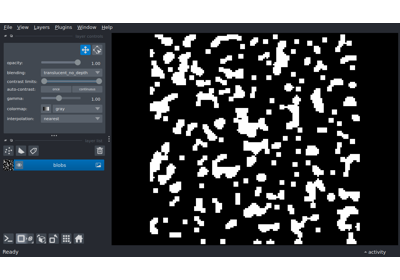 File View Layers Plugins Window Help
opacity: 1.00
blending: translucent_no_depth
contrast limits:
auto-contrast: once continuous
gamma: 1.00
colormap: gray
interpolation: nearest
blobs
Ready
activity